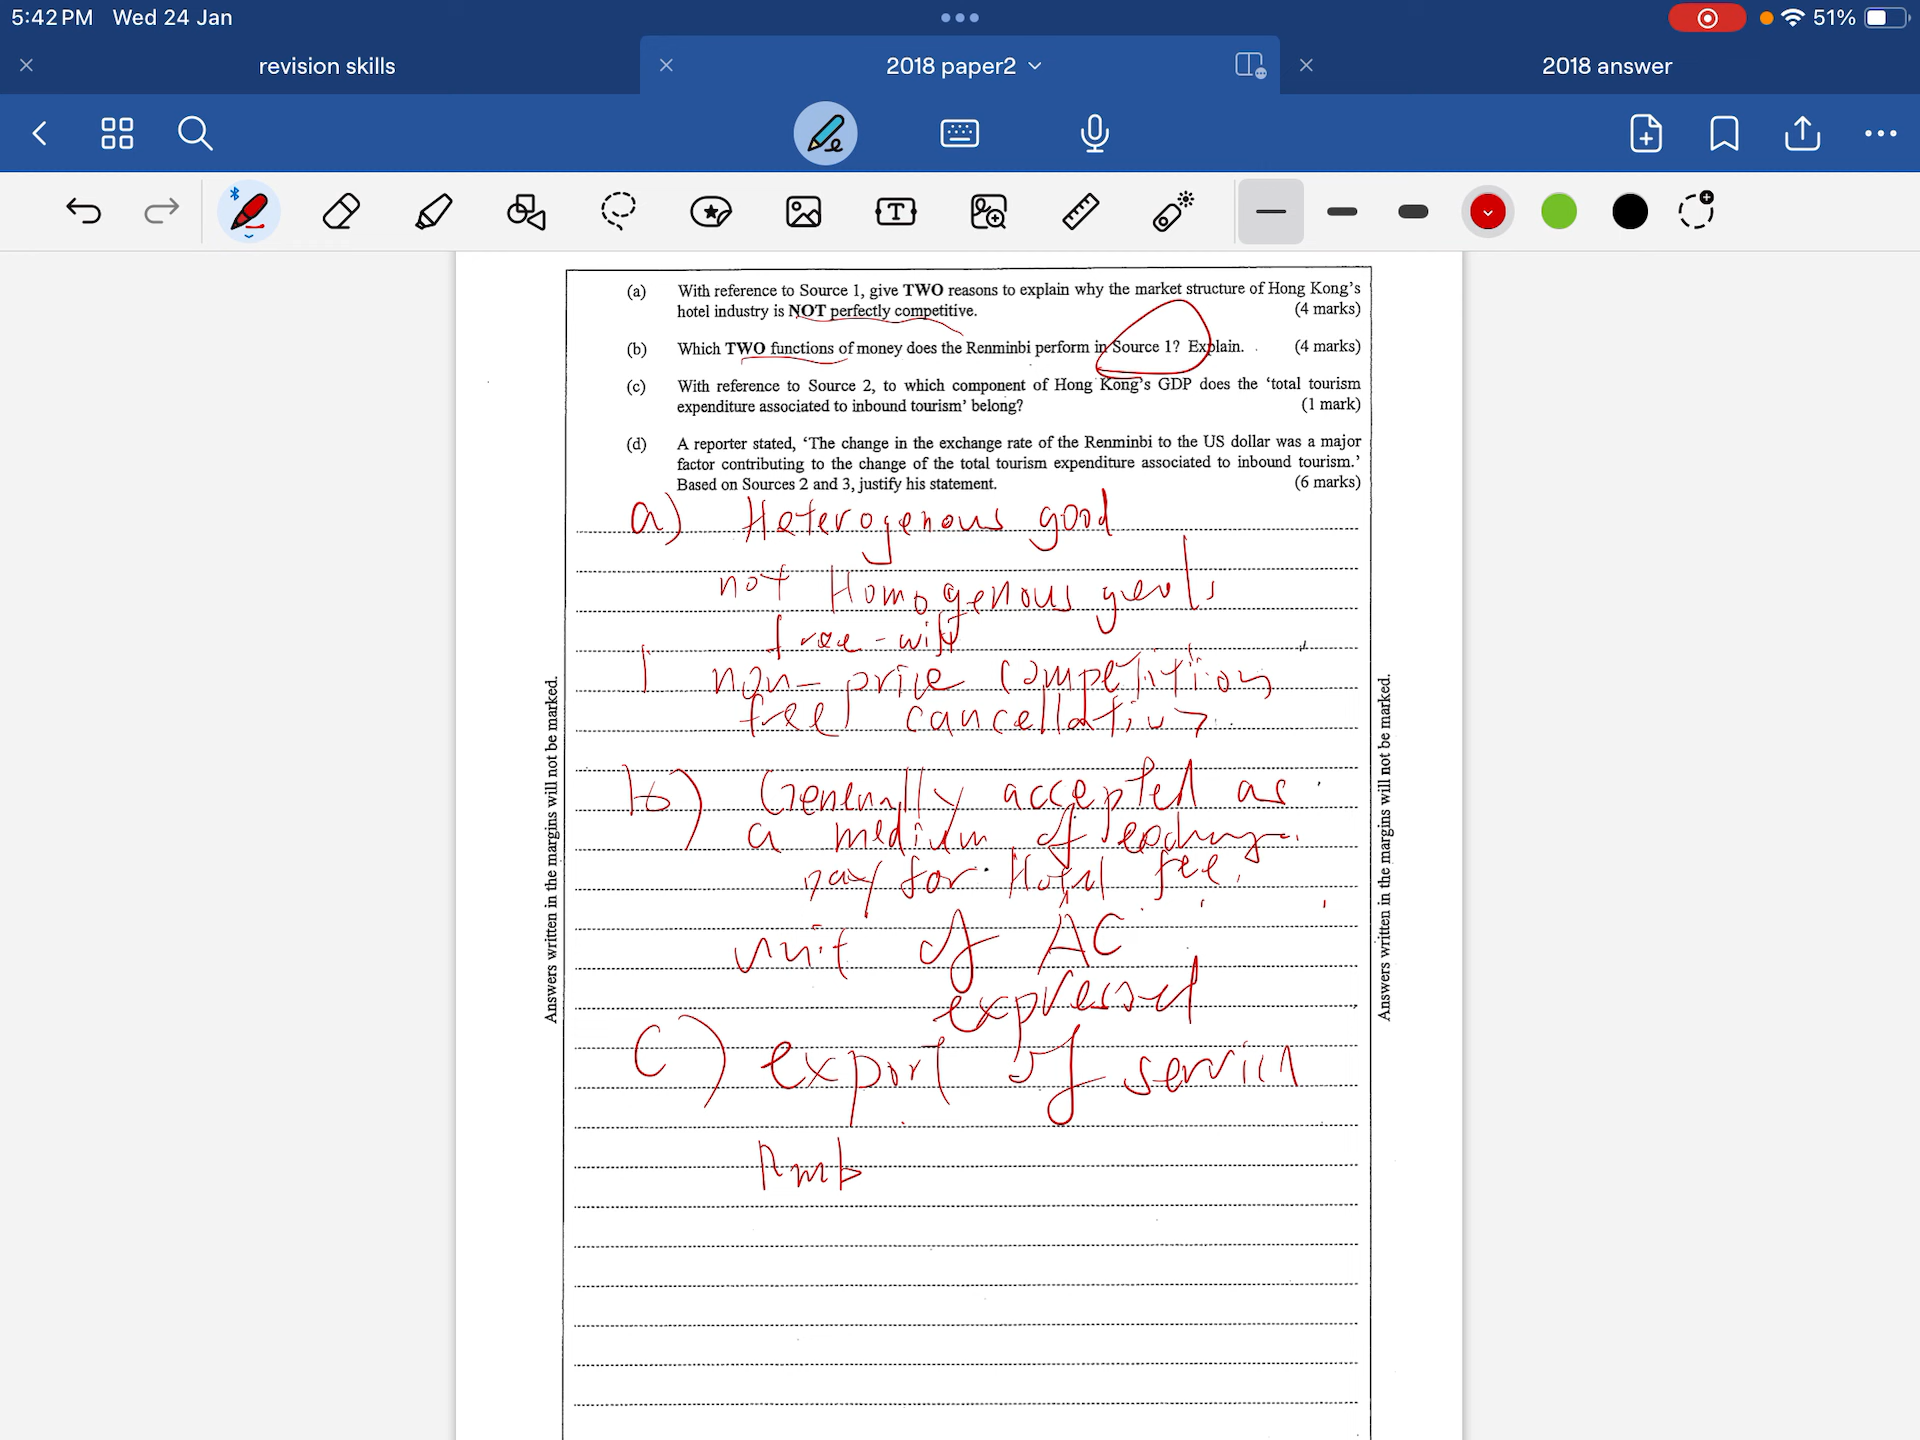 5:42 PM Wed 24 Jan
51%
revision skills
2018 paper2
2018 answer
(a) With reference to Source 1, give TWO reasons to explain why the market structure of Hong Kong's
hotel industry is NOT perfectly competitive. (4 marks)
(b) Which TWO functions of money does the Renminbi perform in Source 1? Explain. (4 marks)
(c) With reference to Source 2, to which component of Hong Kong's GDP does the 'total tourism
expenditure associated to inbound tourism' belong? (1 mark)
(d) A reporter stated, 'The change in the exchange rate of the Renminbi to the US dollar was a major
factor contributing to the change of the total tourism expenditure associated to inbound tourism.'
Based on Sources 2 and 3, justify his statement. (6 marks)
a) Heterogenous good
not Homogenous goods
free-wifi
non-price competition
free cancellation
b) Generally accepted as
a medium of exchange
pay for Hotel fee.
unit of AC
expressed
c) export of service
Rmb
Answers written in the margins will not be marked.
Answers written in the margins will not be marked.